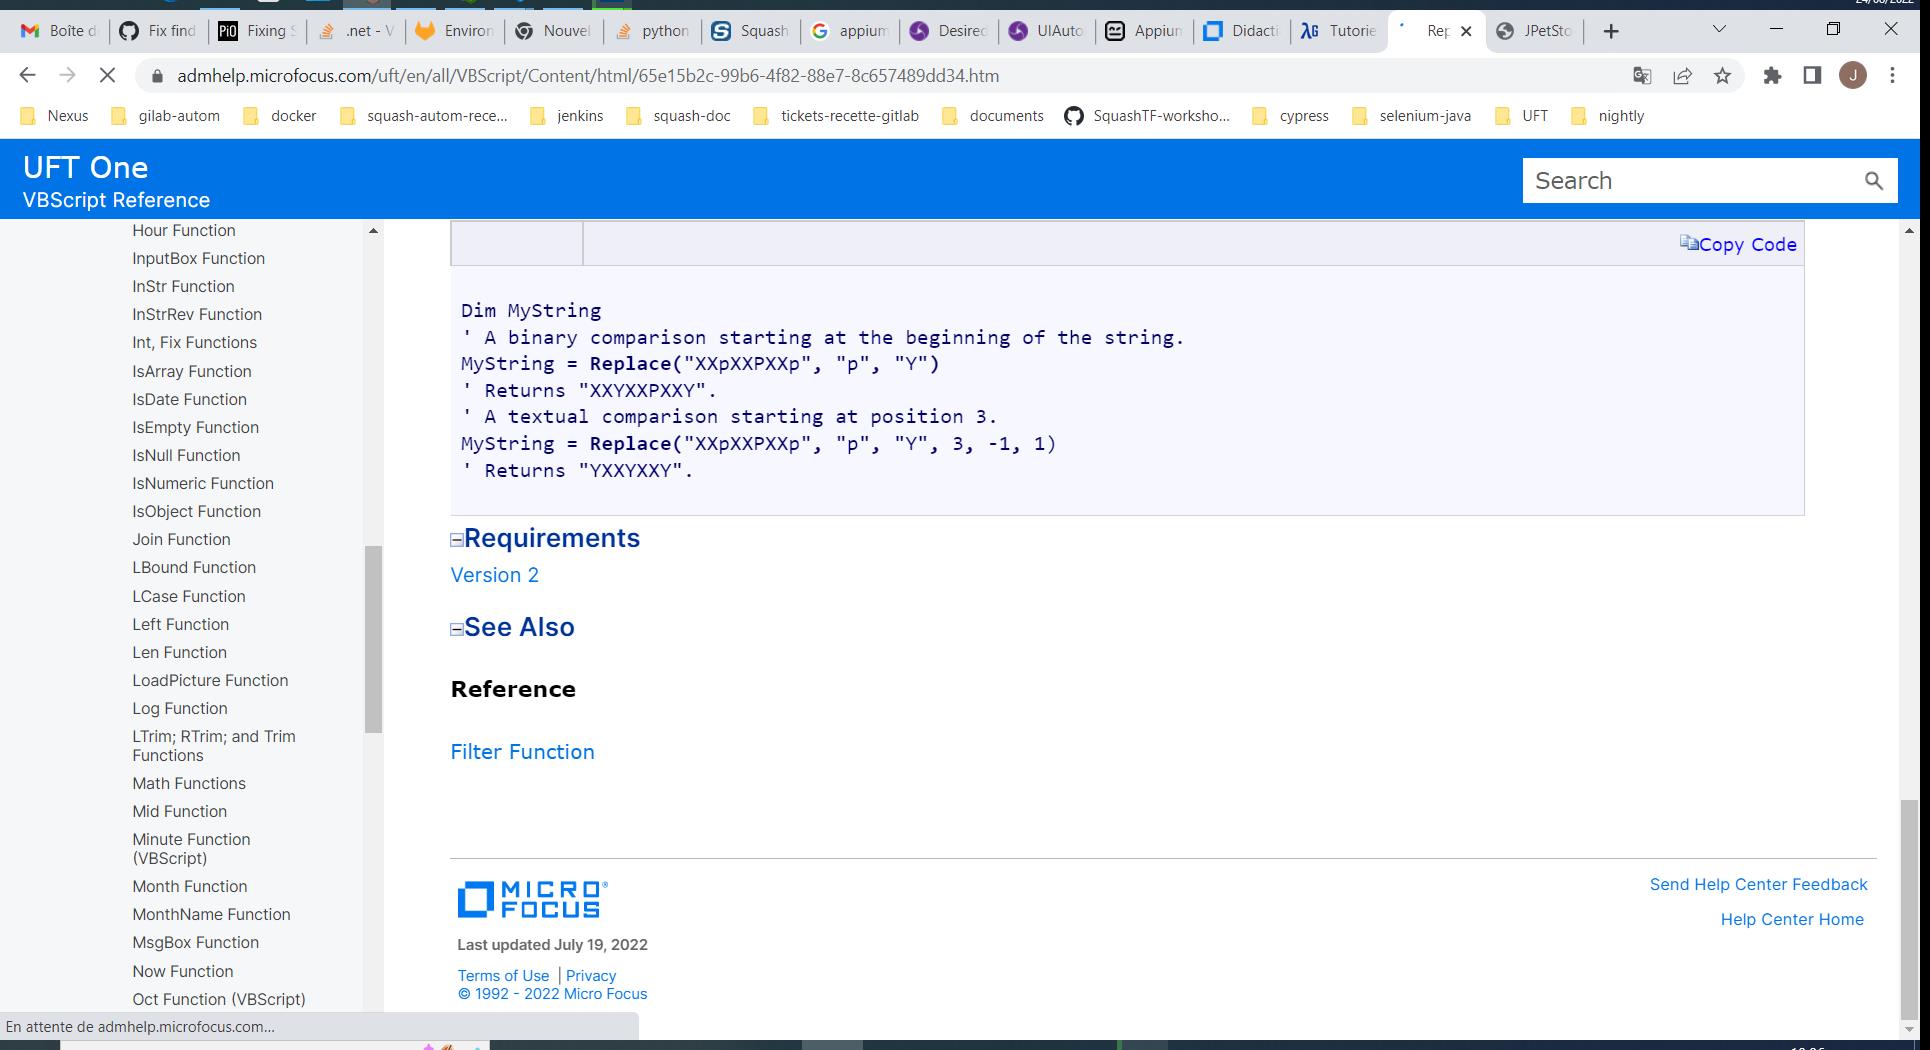 Boîte d
Fix find
Fixing S
.net - V
Environ
Nouvel
python
Squash
appium
Desired
UIAuto
Appium
Didacti
Tutorie
Rep
JPetSto
admhelp.microfocus.com/uft/en/all/VBScript/Content/html/65e15b2c-99b6-4f82-88e7-8c657489dd34.htm
J
Nexus
gilab-autom
docker
squash-autom-rece...
jenkins
squash-doc
tickets-recette-gitlab
documents
SquashTF-worksho...
cypress
selenium-java
UFT
nightly
UFT One
VBScript Reference
Search
Hour Function
InputBox Function
InStr Function
InStrRev Function
Int, Fix Functions
IsArray Function
IsDate Function
IsEmpty Function
IsNull Function
IsNumeric Function
IsObject Function
Join Function
LBound Function
LCase Function
Left Function
Len Function
LoadPicture Function
Log Function
LTrim; RTrim; and Trim
Functions
Math Functions
Mid Function
Minute Function
(VBScript)
Month Function
MonthName Function
MsgBox Function
Now Function
Oct Function (VBScript)
Copy Code
Dim MyString
' A binary comparison starting at the beginning of the string.
MyString = Replace("XXpXXPXXp", "p", "Y")
' Returns "XXYXXPXXY".
' A textual comparison starting at position 3.
MyString = Replace("XXpXXPXXp", "p", "Y", 3, -1, 1)
' Returns "YXXYXXY".
Requirements
Version 2
See Also
Reference
Filter Function
MICRO
FOCUS
Last updated July 19, 2022
Terms of Use | Privacy
© 1992 - 2022 Micro Focus
Send Help Center Feedback
Help Center Home
En attente de admhelp.microfocus.com...